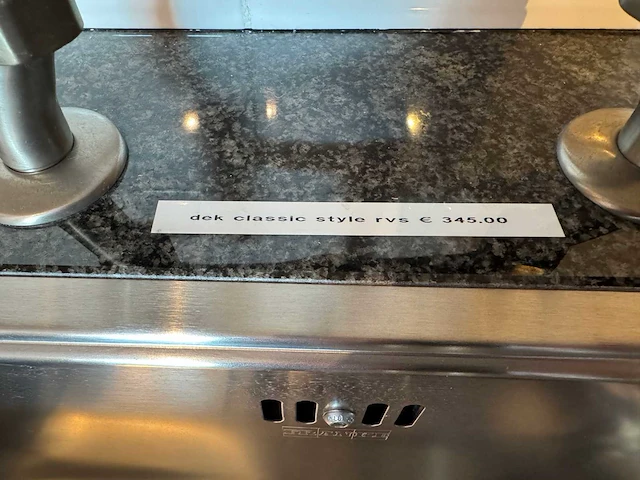 dek classic style rvs € 345.00